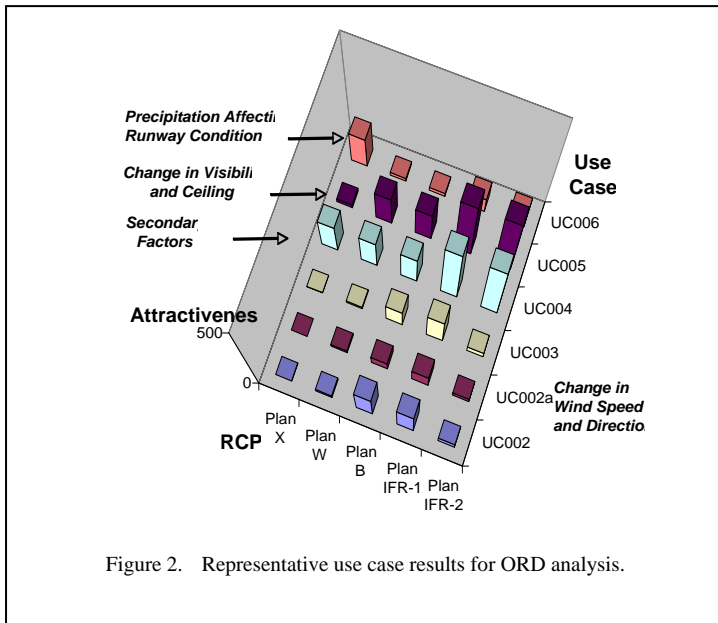 Precipitation Affecti
Runway Condition
Change in Visibil
and Ceiling
Secondar
Factors
Attractivenes
500
0
RCP
Plan
X
Plan
W
Plan
B
Plan
IFR-1
Plan
IFR-2
Use
Case
UC006
UC005
UC004
UC003
UC002a
UC002
Change in
Wind Speed
and Directio
Figure 2. Representative use case results for ORD analysis.